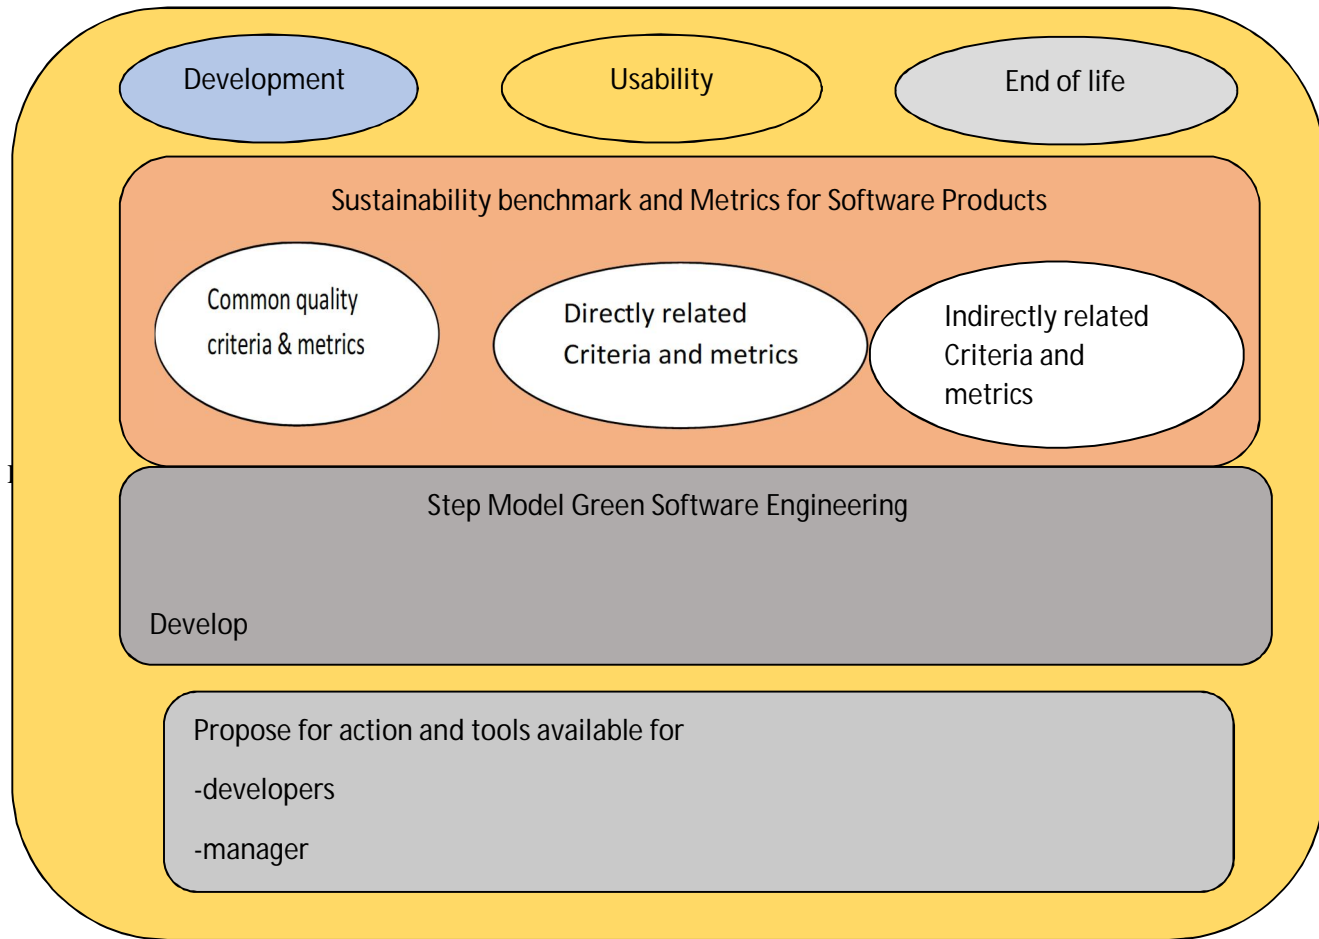 Development
Usability
End of life
Sustainability benchmark and Metrics for Software Products
Common quality
criteria & metrics
Directly related
Criteria and metrics
Indirectly related
Criteria and
metrics
Step Model Green Software Engineering
Develop
Propose for action and tools available for
-developers
-manager